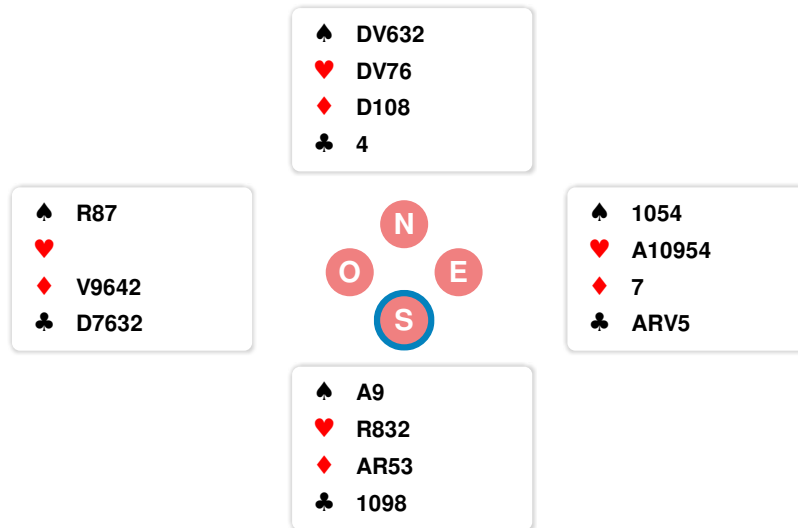 ♠ DV632
♥ DV76
♦ D108
♣ 4
♠ R87
♥
♦ V9642
♣ D7632
N
O E
S
♠ 1054
♥ A10954
♦ 7
♣ ARV5
♠ A9
♥ R832
♦ AR53
♣ 1098